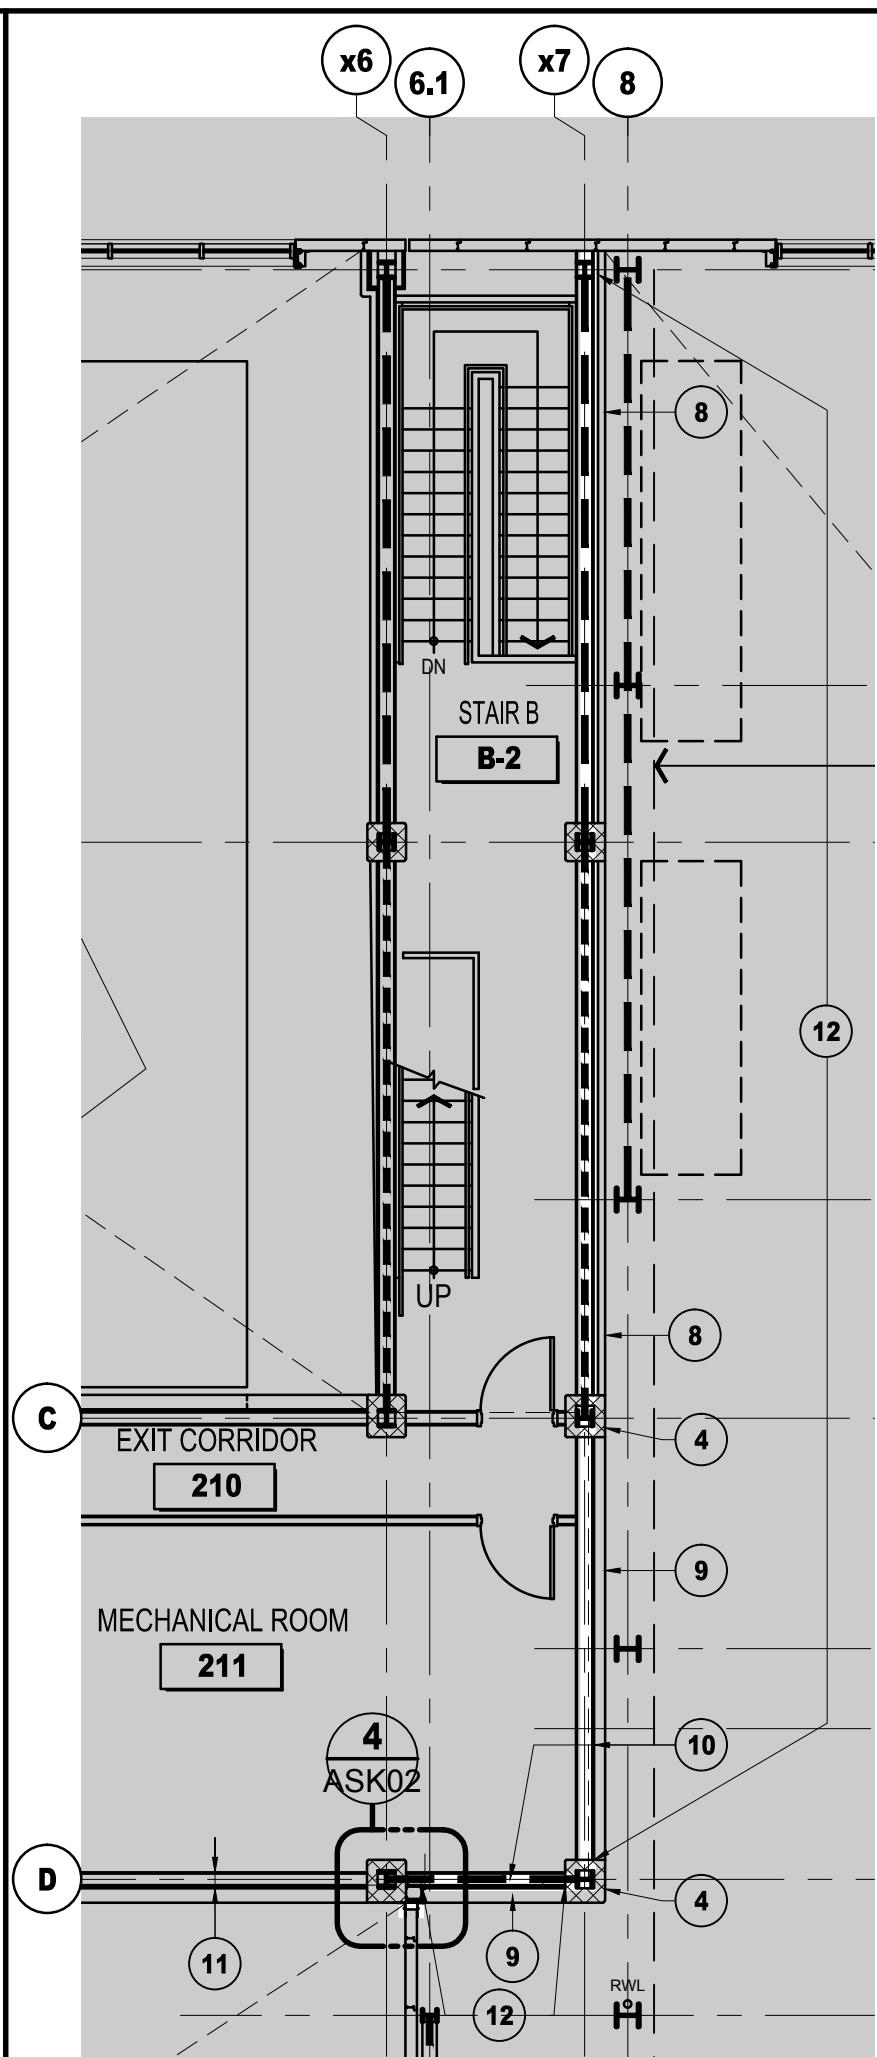 x6
6.1
x7
8
8
DN
STAIR B
B-2
12
UP
8
C
4
EXIT CORRIDOR
210
9
MECHANICAL ROOM
211
4
ASK02
10
D
4
11
9
RWL
12